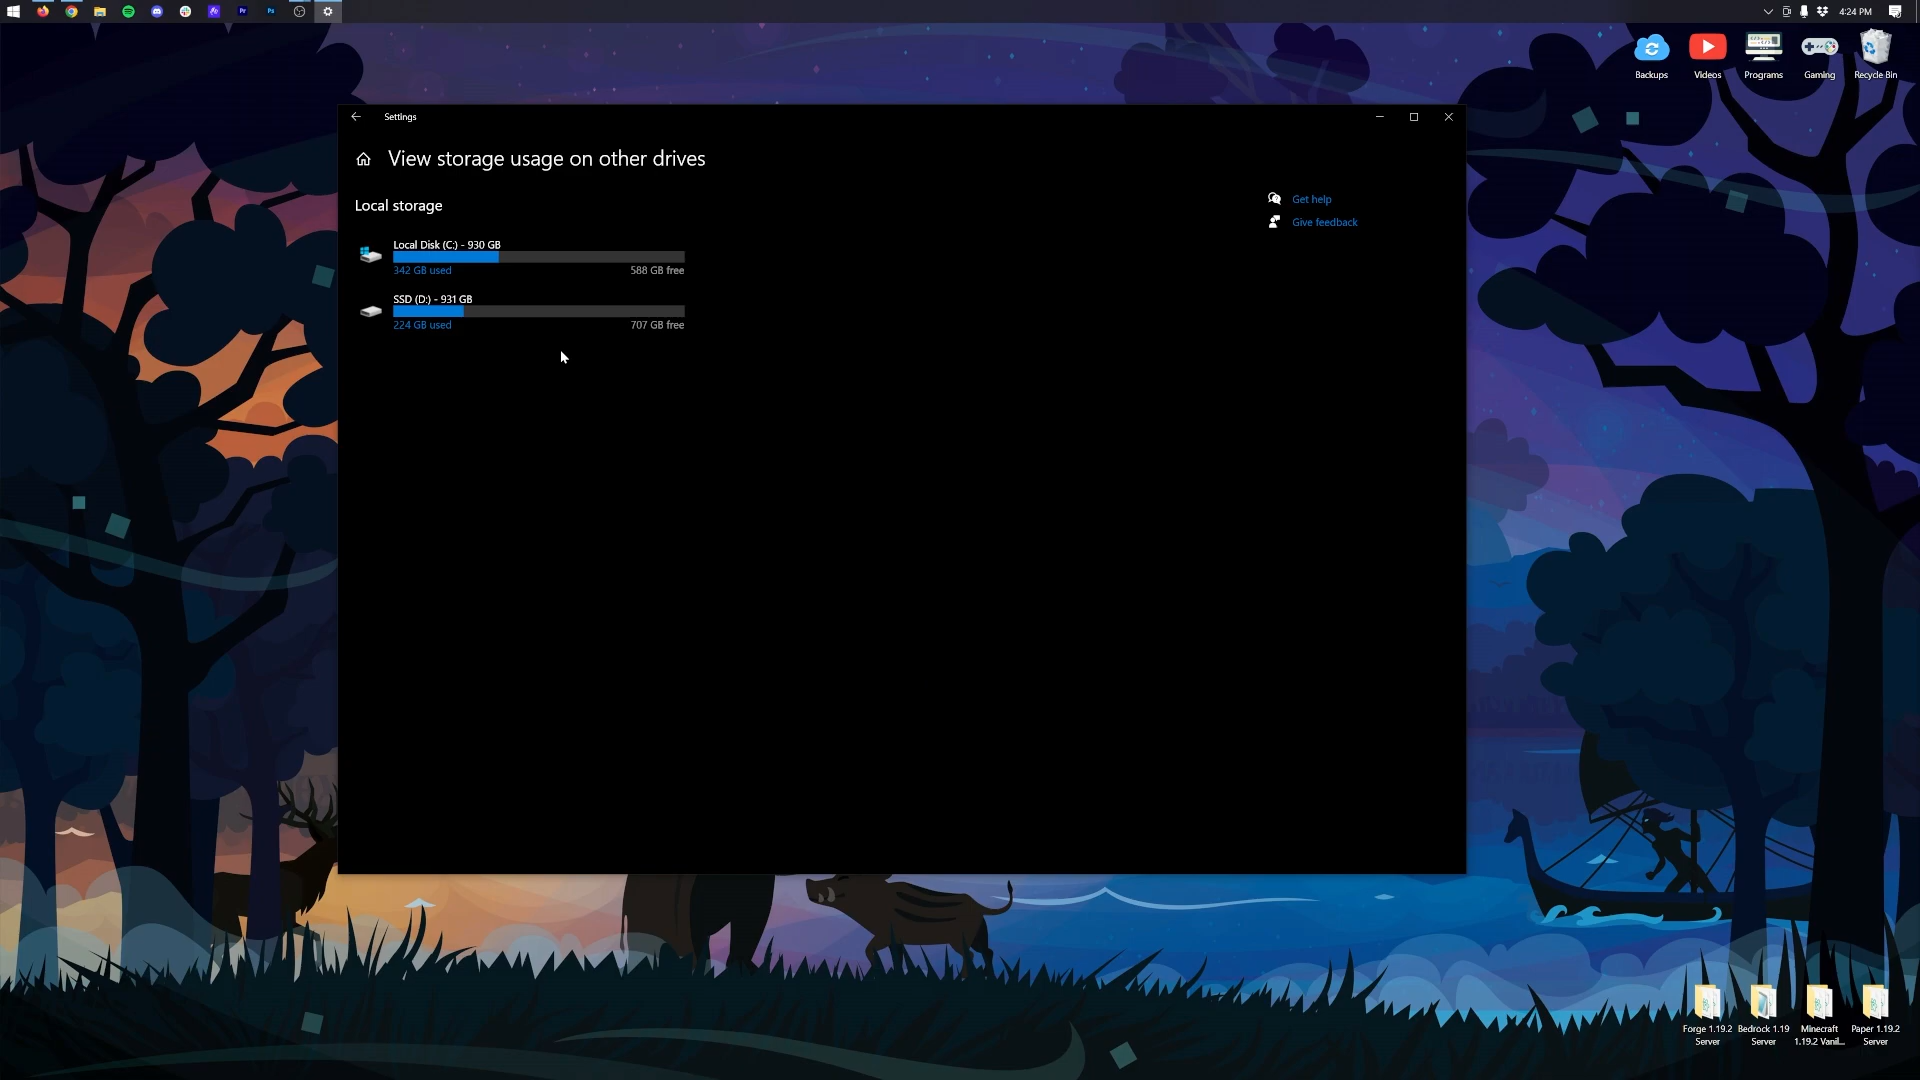 4:24 PM
Backups
Videos
Programs
Gaming
Recycle Bin
Settings
View storage usage on other drives
Local storage
Get help
Give feedback
Local Disk (C:) - 930 GB
342 GB used
588 GB free
SSD (D:) - 931 GB
224 GB used
707 GB free
Forge 1.19.2 Server
Bedrock 1.19 Server
Minecraft 1.19.2 Vanil...
Paper 1.19.2 Server
Pr
Ps